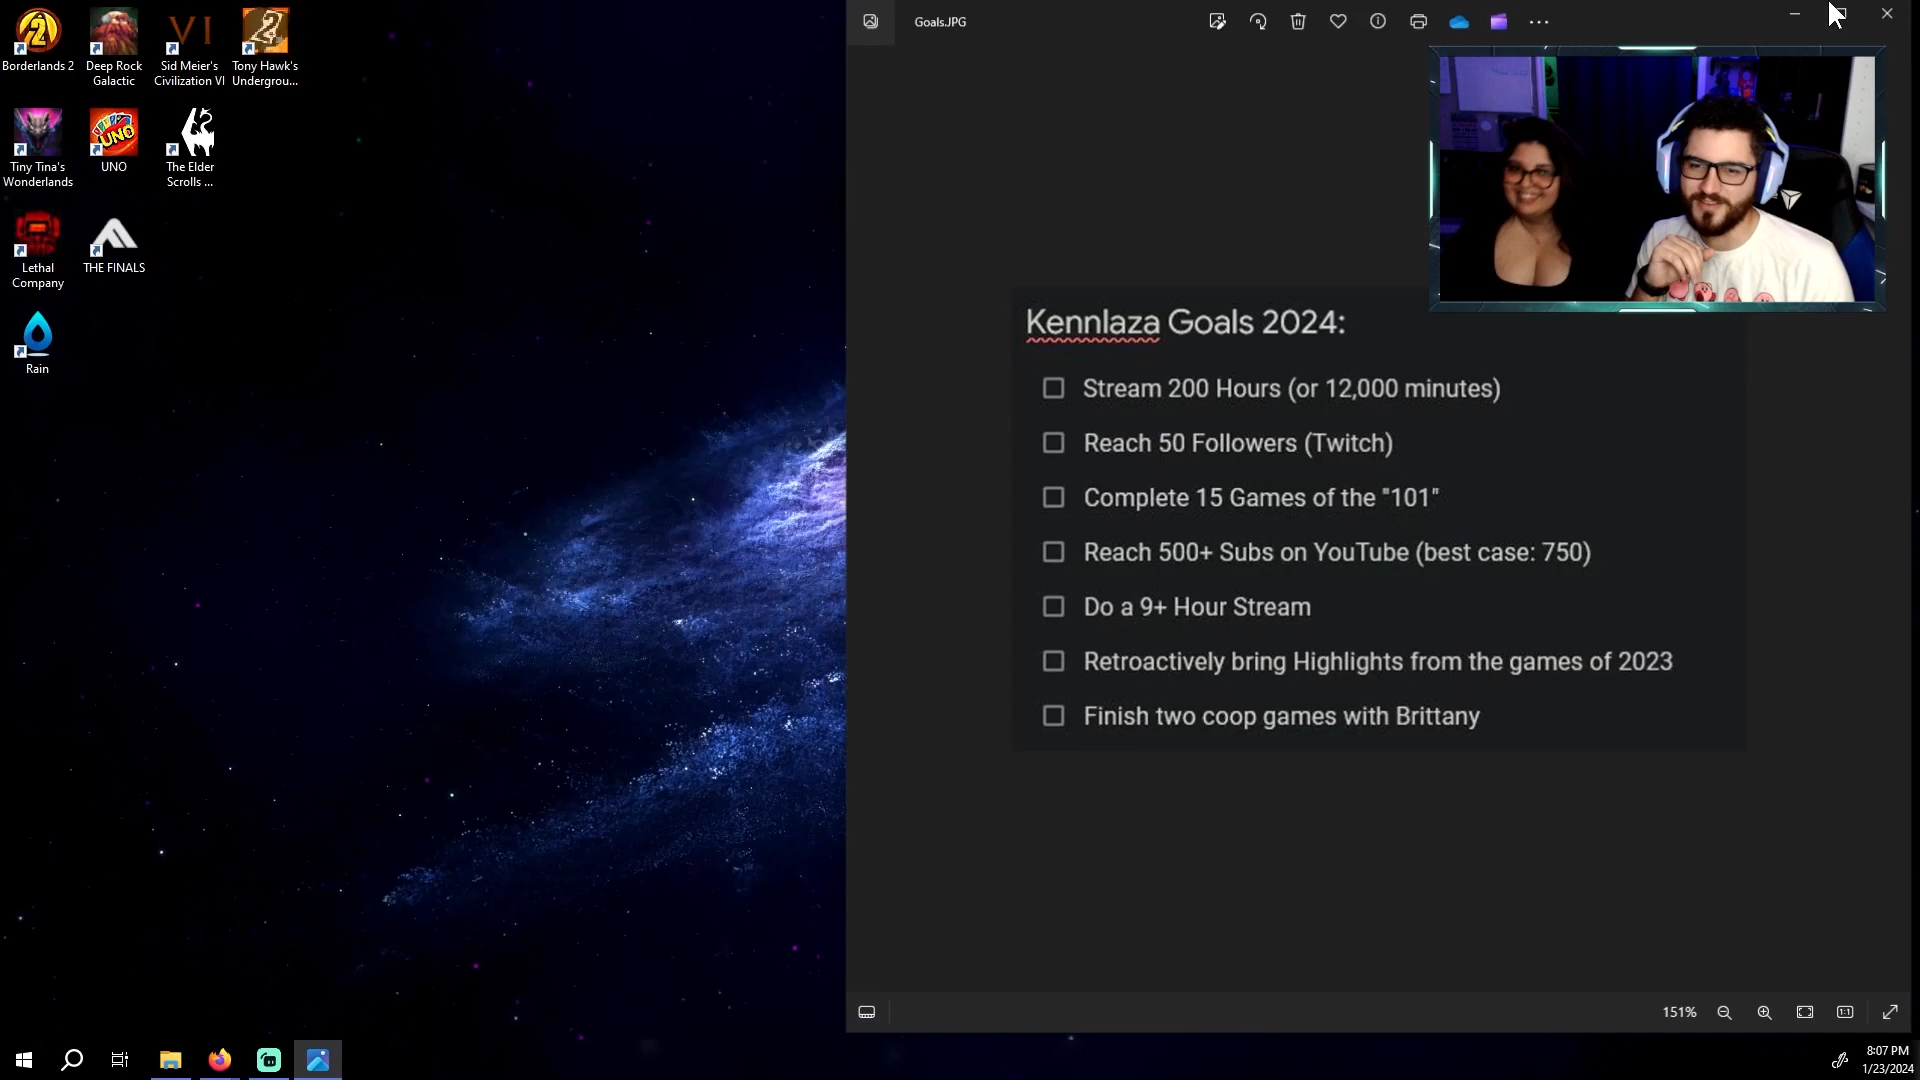 Borderlands 2
Deep Rock
Galactic
Sid Meier's
Civilization VI
Tony Hawk's
Undergrou...
Tiny Tina's
Wonderlands
UNO
UNO
The Elder
Scrolls ...
Lethal
Company
THE FINALS
Rain
Goals.JPG
Kennlaza Goals 2024:
Stream 200 Hours (or 12,000 minutes)
Reach 50 Followers (Twitch)
Complete 15 Games of the "101"
Reach 500+ Subs on YouTube (best case: 750)
Do a 9+ Hour Stream
Retroactively bring Highlights from the games of 2023
Finish two coop games with Brittany
151%
1:1
8:07 PM
1/23/2024